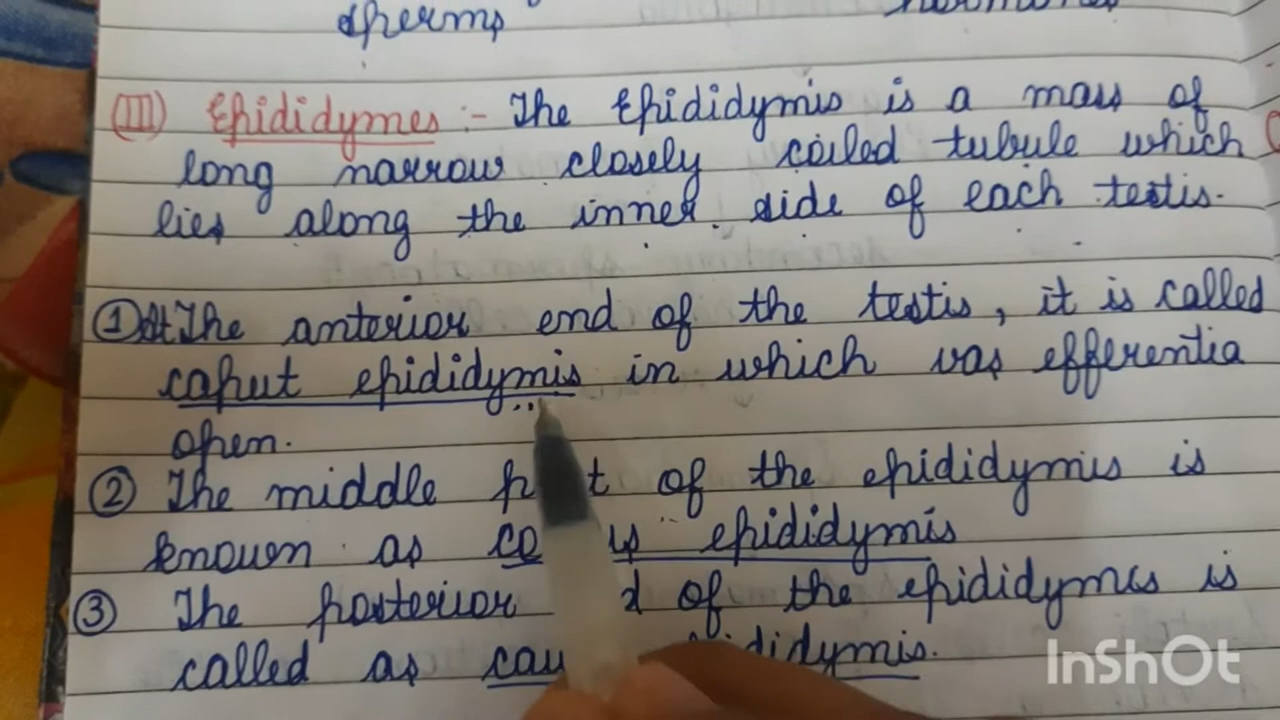 sperms
(III) Epididymes :- The Epididymis is a mass of
long narrow closely coiled tubule which
lies along the inner side of each testis.
① At The anterior end of the testis, it is called
caput epididymis in which vas efferentia
open.
② The middle of the epididymis is
known as epididymis
③ The posterior of the epididymis is
called as
InShOt